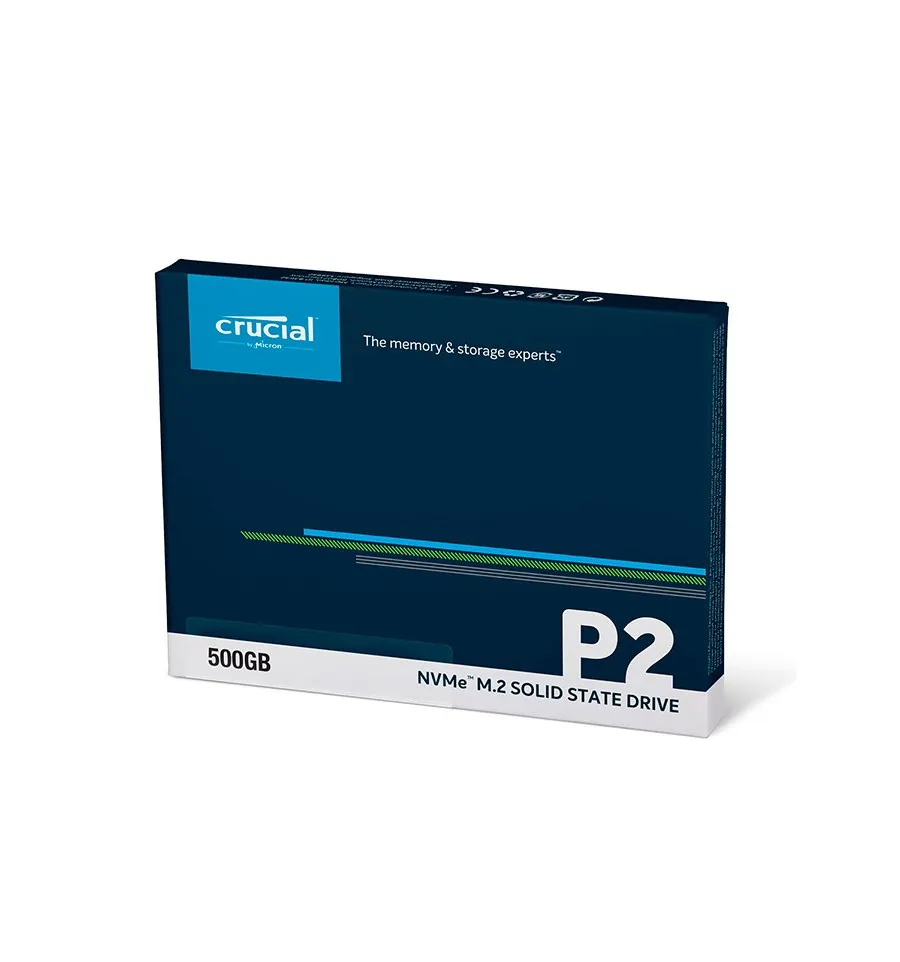 crucial
by Micron
The memory & storage experts™
P2
500GB
NVMe™ M.2 SOLID STATE DRIVE